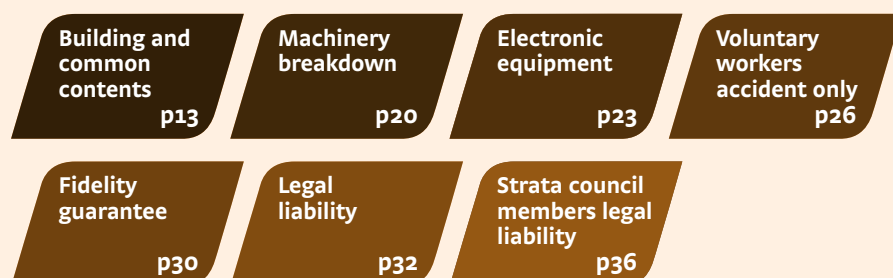 Building and
common
contents
p13
Machinery
breakdown
p20
Electronic
equipment
p23
Voluntary
workers
accident only
p26
Fidelity
guarantee
p30
Legal
liability
p32
Strata council
members legal
liability
p36